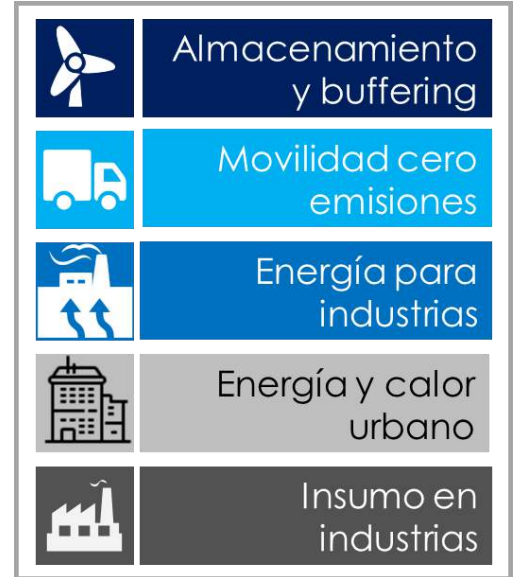 Almacenamiento
y buffering
Movilidad cero
emisiones
Energía para
industrias
Energía y calor
urbano
Insumo en
industrias